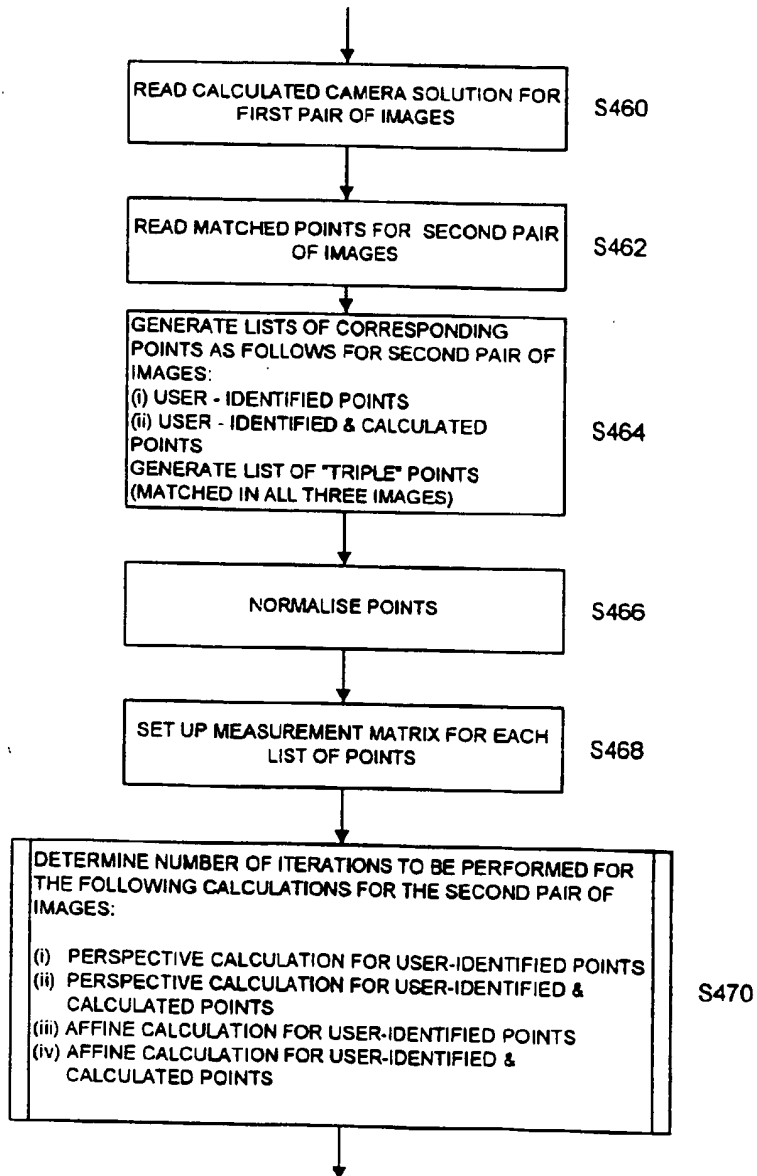 READ CALCULATED CAMERA SOLUTION FOR
FIRST PAIR OF IMAGES
S460
READ MATCHED POINTS FOR SECOND PAIR
OF IMAGES
S462
GENERATE LISTS OF CORRESPONDING
POINTS AS FOLLOWS FOR SECOND PAIR OF
IMAGES:
(i) USER - IDENTIFIED POINTS
(ii) USER - IDENTIFIED & CALCULATED
POINTS
GENERATE LIST OF "TRIPLE" POINTS
(MATCHED IN ALL THREE IMAGES)
S464
NORMALISE POINTS
S466
SET UP MEASUREMENT MATRIX FOR EACH
LIST OF POINTS
S468
DETERMINE NUMBER OF ITERATIONS TO BE PERFORMED FOR
THE FOLLOWING CALCULATIONS FOR THE SECOND PAIR OF
IMAGES:
(i) PERSPECTIVE CALCULATION FOR USER-IDENTIFIED POINTS
(ii) PERSPECTIVE CALCULATION FOR USER-IDENTIFIED &
CALCULATED POINTS
(iii) AFFINE CALCULATION FOR USER-IDENTIFIED POINTS
(iv) AFFINE CALCULATION FOR USER-IDENTIFIED &
CALCULATED POINTS
S470